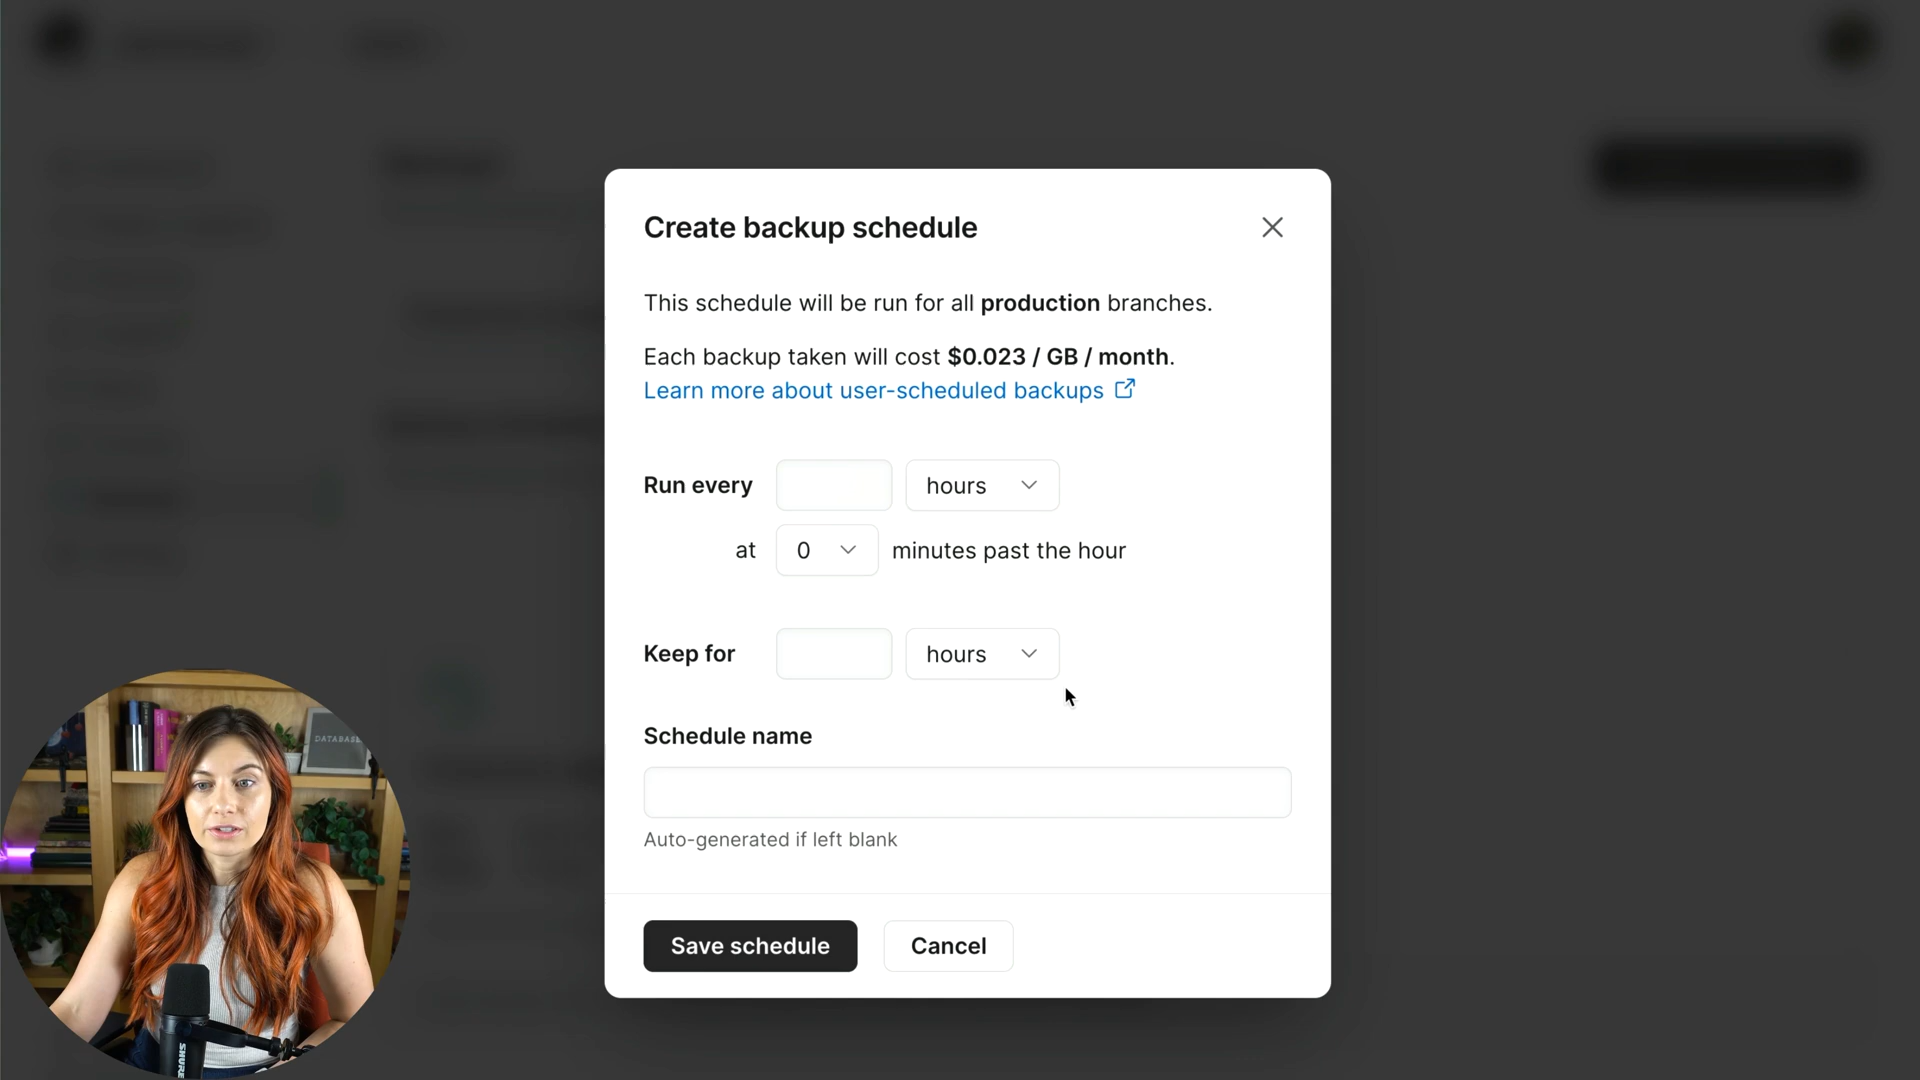 Create backup schedule
This schedule will be run for all production branches.
Each backup taken will cost $0.023 / GB / month.
Learn more about user-scheduled backups
Run every hours
at 0 minutes past the hour
Keep for hours
Schedule name
Auto-generated if left blank
Save schedule Cancel
DATABASE
SHURE